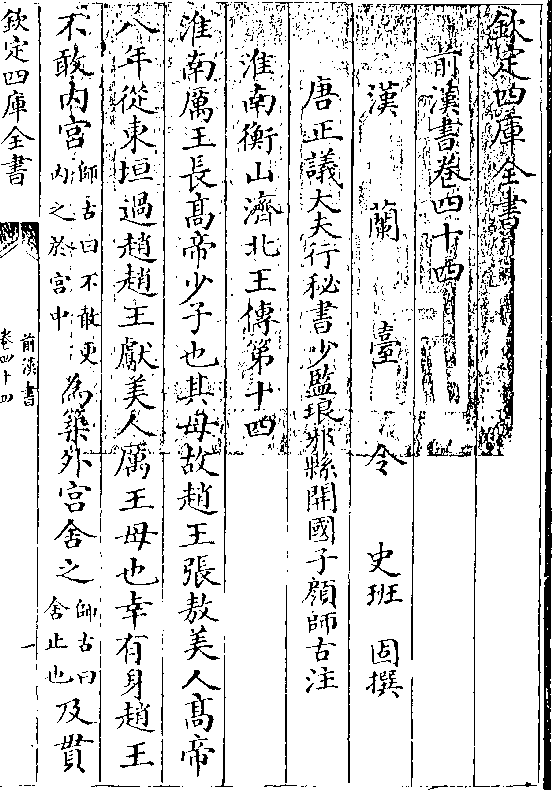 欽定四庫全書
前漢書卷四十四
漢蘭臺令史班固撰
唐正議大夫行秘書少監琅邪縣開國子顔師古注
淮南衡山濟北王傳第十四
淮南厲王長髙帝少子也其母故趙王張敖美人髙帝
八年從東垣過趙趙王獻美人厲王母也幸有身趙王
不敢内宫師古曰不敢更内之於宫中為築外宫舍之師古曰舍止也及貫
欽定四庫全書
前漢書
卷四十四
一